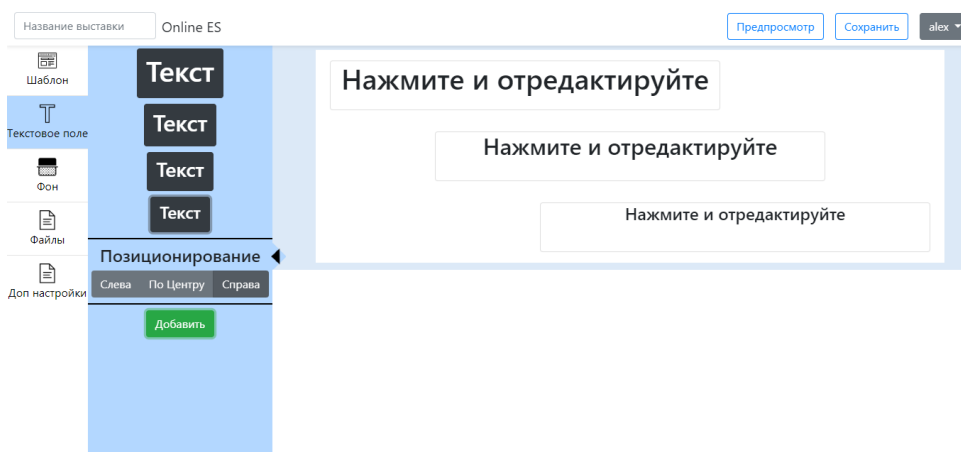 Название выставки Online ES Предпросмотр Сохранить alex
Шаблон
Текстовое поле
Фон
Файлы
Доп настройки
Текст
Текст
Текст
Текст
Позиционирование
Слева По Центру Справа
Добавить
Нажмите и отредактируйте
Нажмите и отредактируйте
Нажмите и отредактируйте